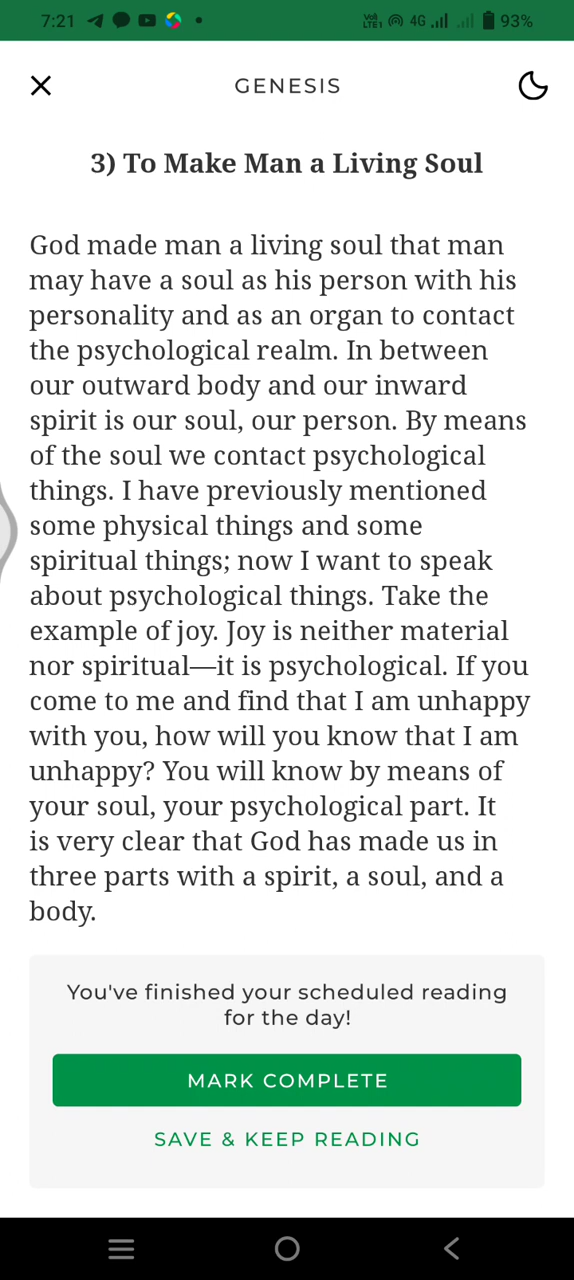 7:21
Vo) LTE1 4G 93%
GENESIS
3) To Make Man a Living Soul
God made man a living soul that man
may have a soul as his person with his
personality and as an organ to contact
the psychological realm. In between
our outward body and our inward
spirit is our soul, our person. By means
of the soul we contact psychological
things. I have previously mentioned
some physical things and some
spiritual things; now I want to speak
about psychological things. Take the
example of joy. Joy is neither material
nor spiritual—it is psychological. If you
come to me and find that I am unhappy
with you, how will you know that I am
unhappy? You will know by means of
your soul, your psychological part. It
is very clear that God has made us in
three parts with a spirit, a soul, and a
body.
You've finished your scheduled reading
for the day!
MARK COMPLETE
SAVE & KEEP READING